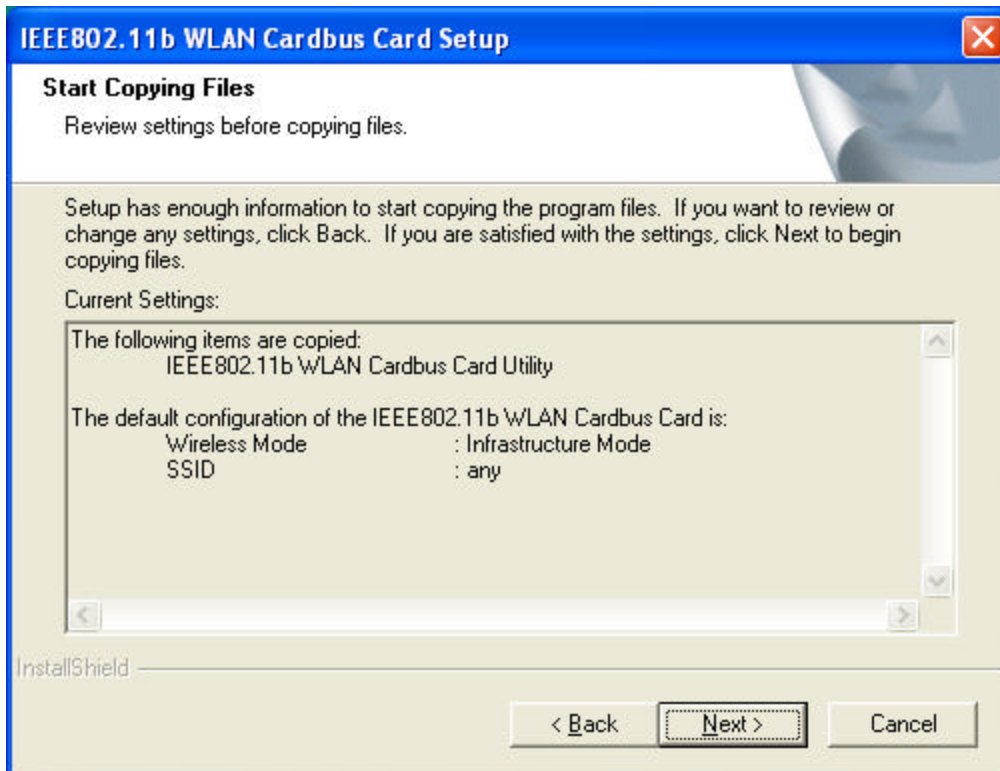 IEEE802.11b WLAN Cardbus Card Setup
Start Copying Files
Review settings before copying files.
Setup has enough information to start copying the program files.  If you want to review or
change any settings, click Back.  If you are satisfied with the settings, click Next to begin
copying files.
Current Settings:
The following items are copied:
IEEE802.11b WLAN Cardbus Card Utility
The default configuration of the IEEE802.11b WLAN Cardbus Card is:
Wireless Mode : Infrastructure Mode
SSID : any
InstallShield
< Back Next > Cancel